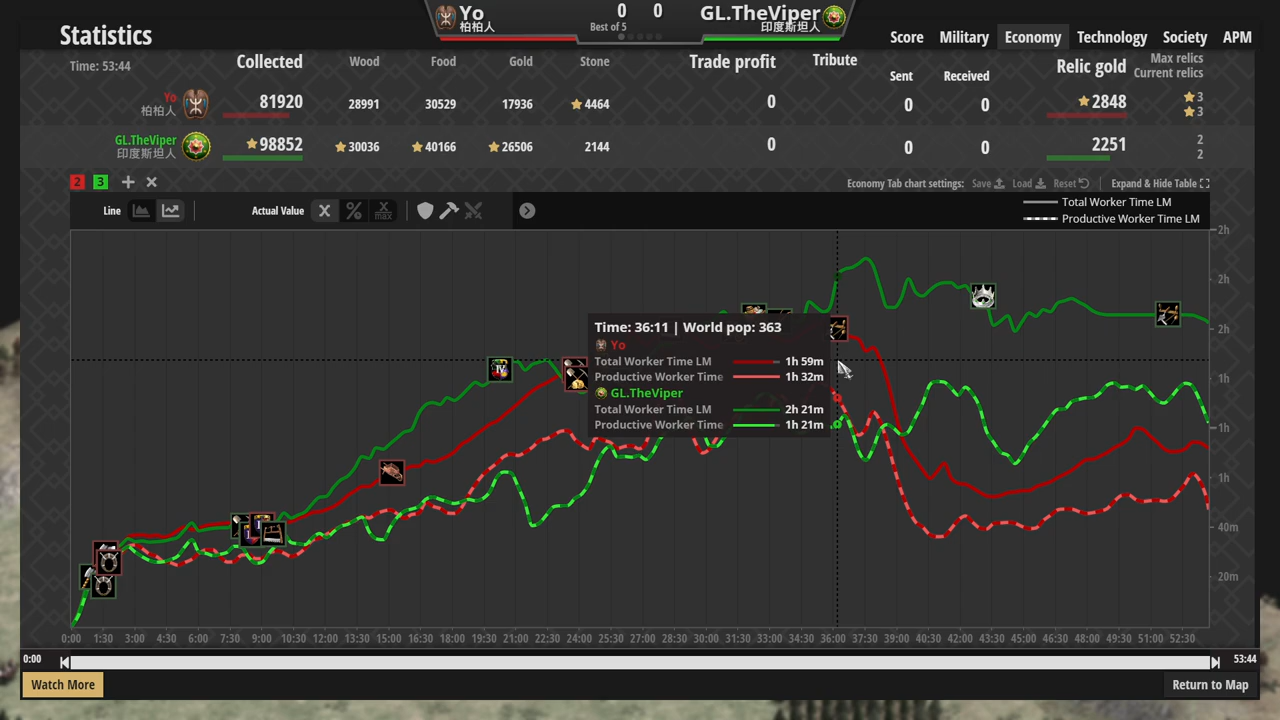 Statistics
Yo
柏柏人
0 0
Best of 5
GL.TheViper
印度斯坦人
Score Military Economy Technology Society APM
Time: 53:44
Collected Wood Food Gold Stone Trade profit Tribute Sent Received Relic gold Max relics
Current relics
Yo
柏柏人
81920 28991 30529 17936 4464 0 0 0 2848 3
3
GL.TheViper
印度斯坦人
98852 30036 40166 26506 2144 0 0 0 2251 2
2
2 3
Economy Tab chart settings: Save Load Reset Expand & Hide Table
Line Actual Value X % X
max
Total Worker Time LM
Productive Worker Time LM
2h
2h
2h
1h
1h
1h
40m
20m
IV
Time: 36:11 | World pop: 363
Yo
Total Worker Time LM 1h 59m
Productive Worker Time 1h 32m
GL.TheViper
Total Worker Time LM 2h 21m
Productive Worker Time 1h 21m
0:00 1:30 3:00 4:30 6:00 7:30 9:00 10:30 12:00 13:30 15:00 16:30 18:00 19:30 21:00 22:30 24:00 25:30 27:00 28:30 30:00 31:30 33:00 34:30 36:00 37:30 39:00 40:30 42:00 43:30 45:00 46:30 48:00 49:30 51:00 52:30
0:00 53:44
Watch More Return to Map